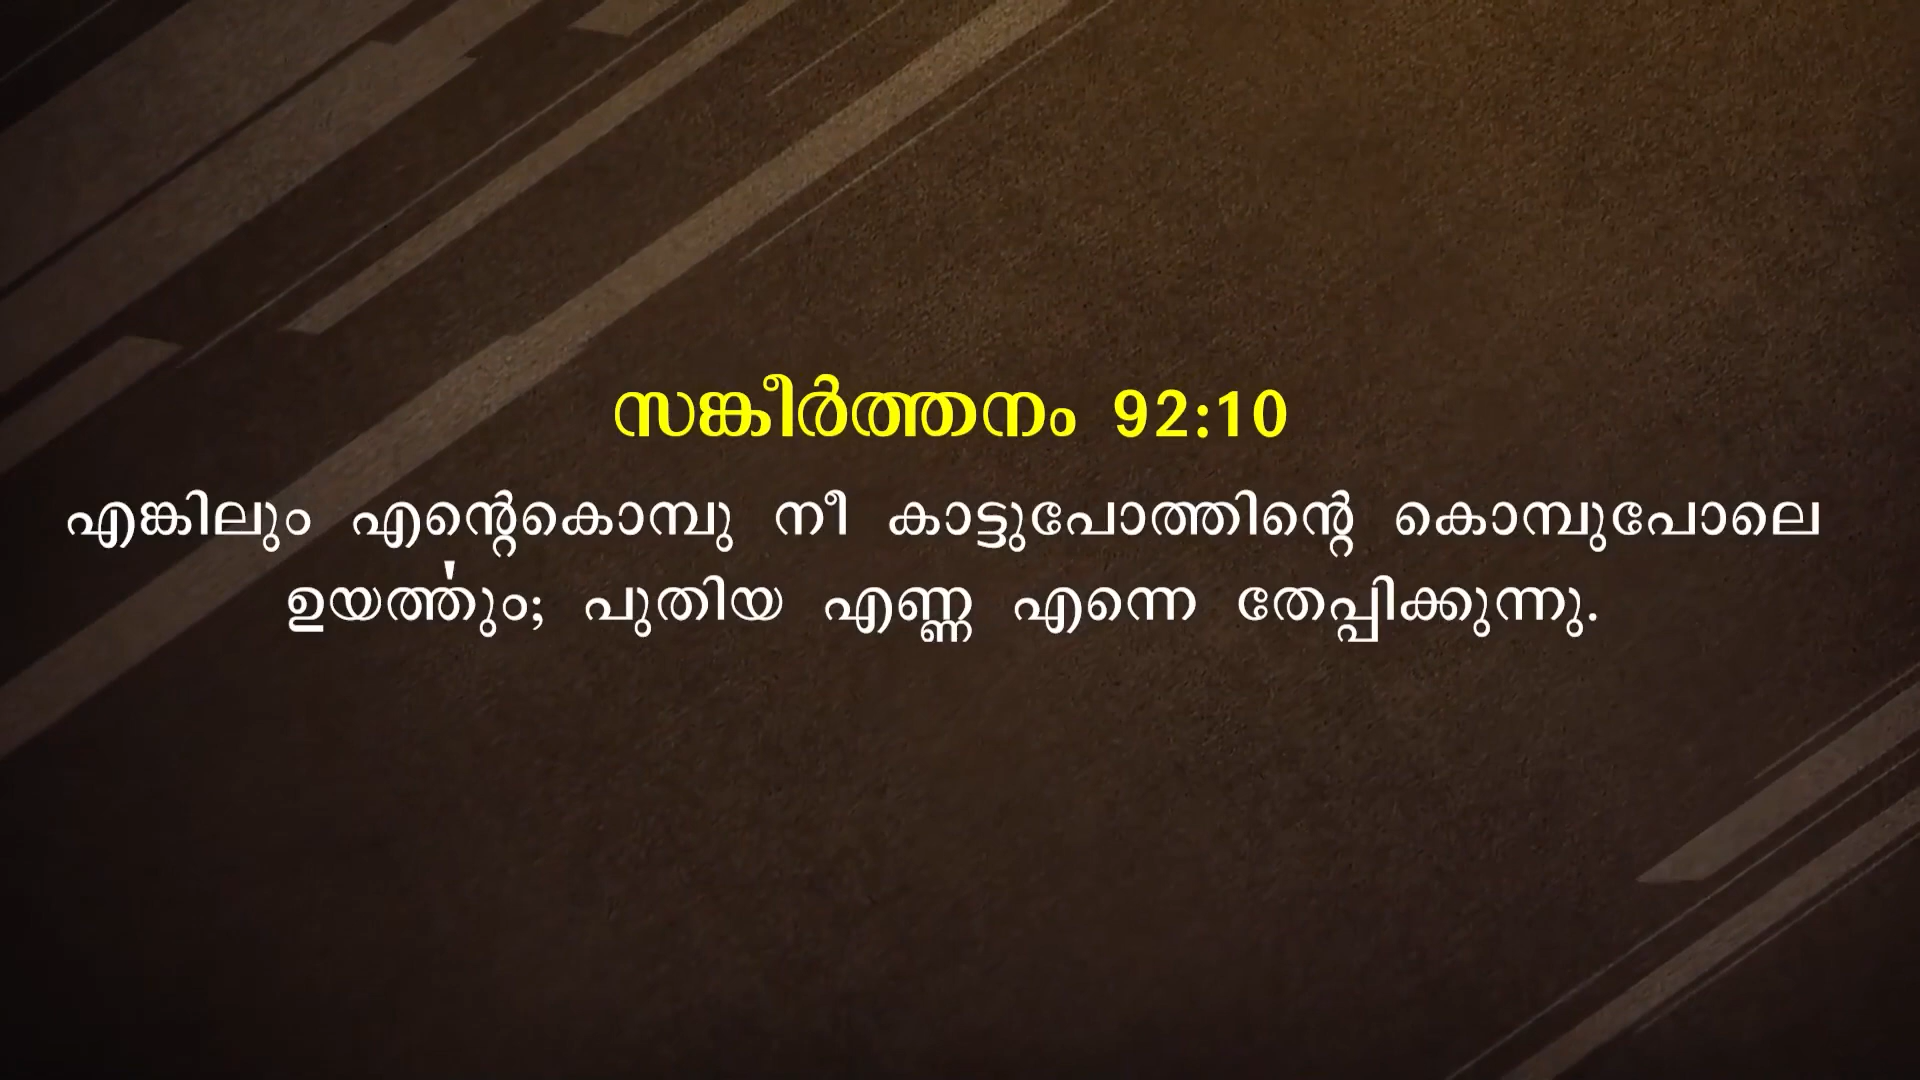 സങ്കീർത്തനം 92:10
എങ്കിലും എന്റെകൊമ്പു നീ കാട്ടുപോത്തിന്റെ കൊമ്പുപോലെ
ഉയൎത്തും; പുതിയ എണ്ണ എന്നെ തേപ്പിക്കുന്നു.